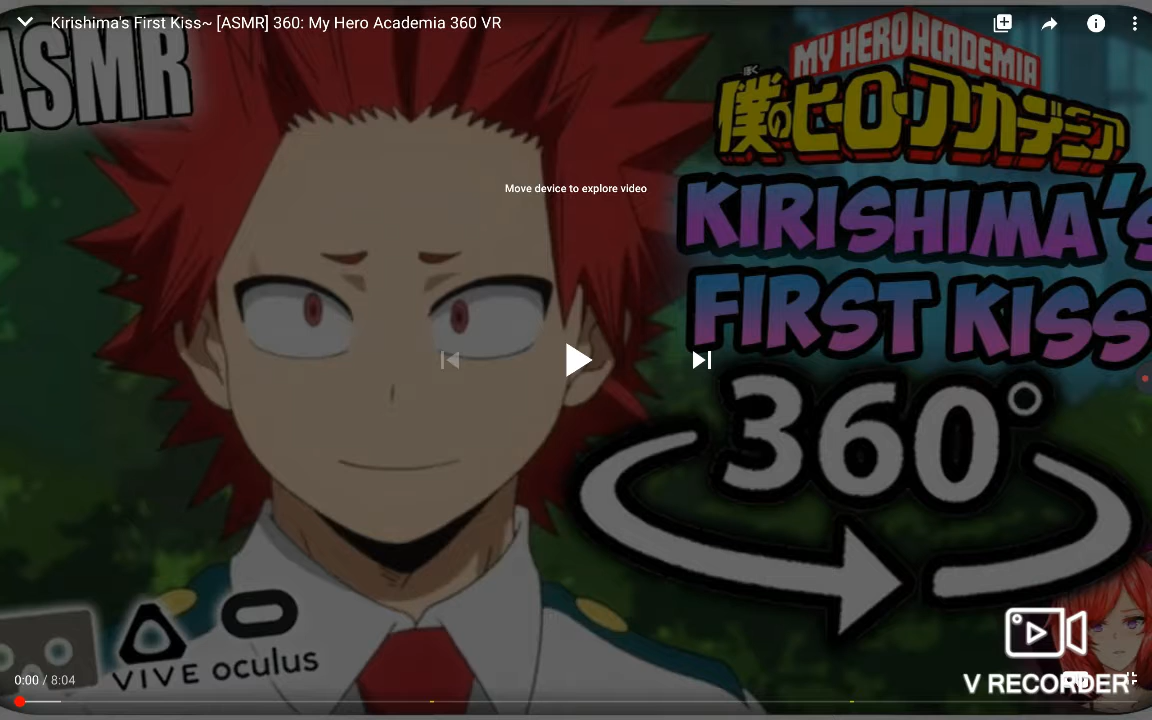 Kirishima's First Kiss~ [ASMR] 360: My Hero Academia 360 VR
ASMR
MY HERO ACADEMIA
僕のヒーローアカデミア
Move device to explore video
KIRISHIMA'S
FIRST KISS
360°
VIVE oculus
0:00 / 8:04
V RECORDER